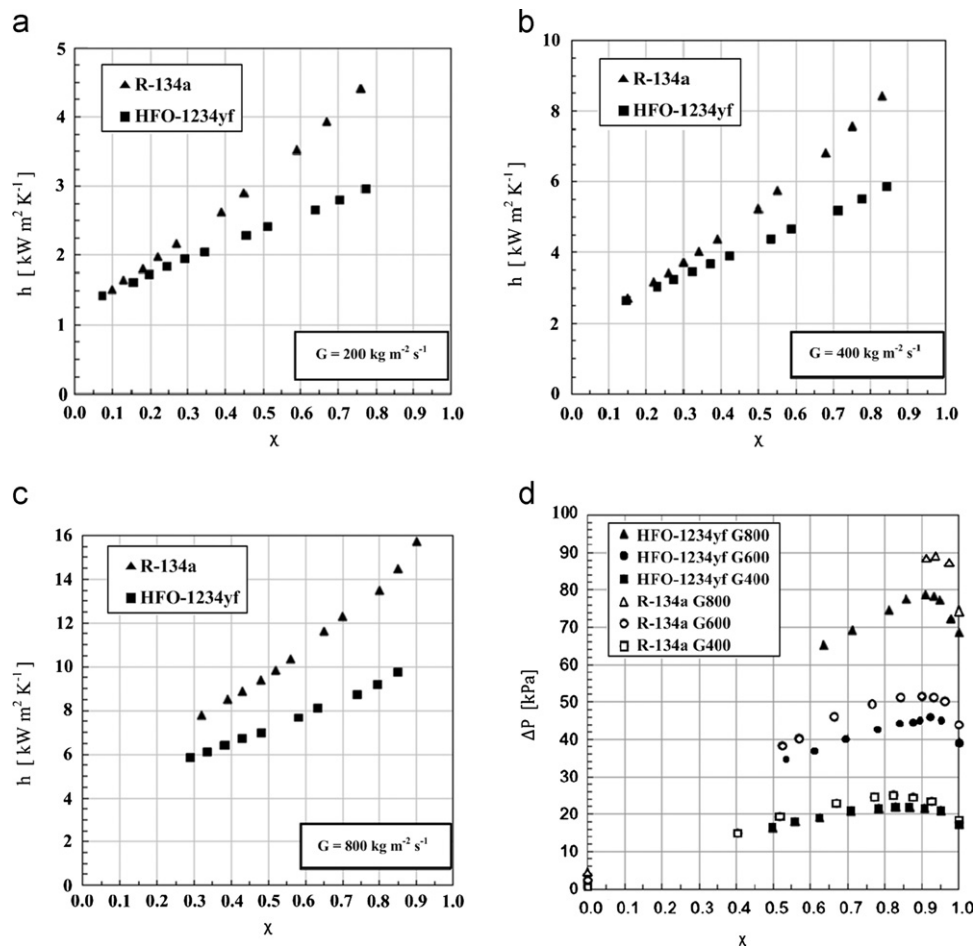 a
5
4
3
2
1
0
h [ kW m² K⁻¹]
R-134a
HFO-1234yf
G = 200 kg m⁻² s⁻¹
0.0 0.1 0.2 0.3 0.4 0.5 0.6 0.7 0.8 0.9 1.0
χ
b
10
8
6
4
2
0
h [ kW m² K⁻¹]
R-134a
HFO-1234yf
G = 400 kg m⁻² s⁻¹
0.0 0.1 0.2 0.3 0.4 0.5 0.6 0.7 0.8 0.9 1.0
χ
c
16
14
12
10
8
6
4
2
0
h [ kW m² K⁻¹]
R-134a
HFO-1234yf
G = 800 kg m⁻² s⁻¹
0.0 0.1 0.2 0.3 0.4 0.5 0.6 0.7 0.8 0.9 1.0
χ
d
100
90
80
70
60
50
40
30
20
10
0
ΔP [kPa]
HFO-1234yf G800
HFO-1234yf G600
HFO-1234yf G400
R-134a G800
R-134a G600
R-134a G400
0.0 0.1 0.2 0.3 0.4 0.5 0.6 0.7 0.8 0.9 1.0
χ